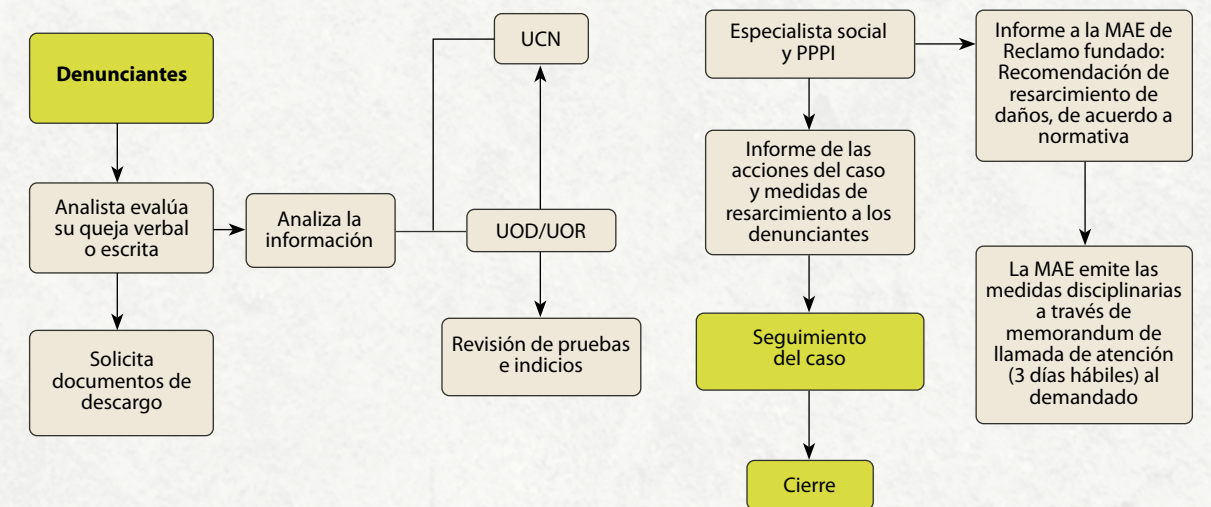 Denunciantes
Analista evalúa
su queja verbal
o escrita
Solicita
documentos de
descargo
Analiza la
información
UCN
UOD/UOR
Revisión de pruebas
e indicios
Especialista social
y PPPI
Informe de las
acciones del caso
y medidas de
resarcimiento a los
denunciantes
Seguimiento
del caso
Cierre
Informe a la MAE de
Reclamo fundado:
Recomendación de
resarcimiento de
daños, de acuerdo a
normativa
La MAE emite las
medidas disciplinarias
a través de
memorandum de
llamada de atención
(3 días hábiles) al
demandado